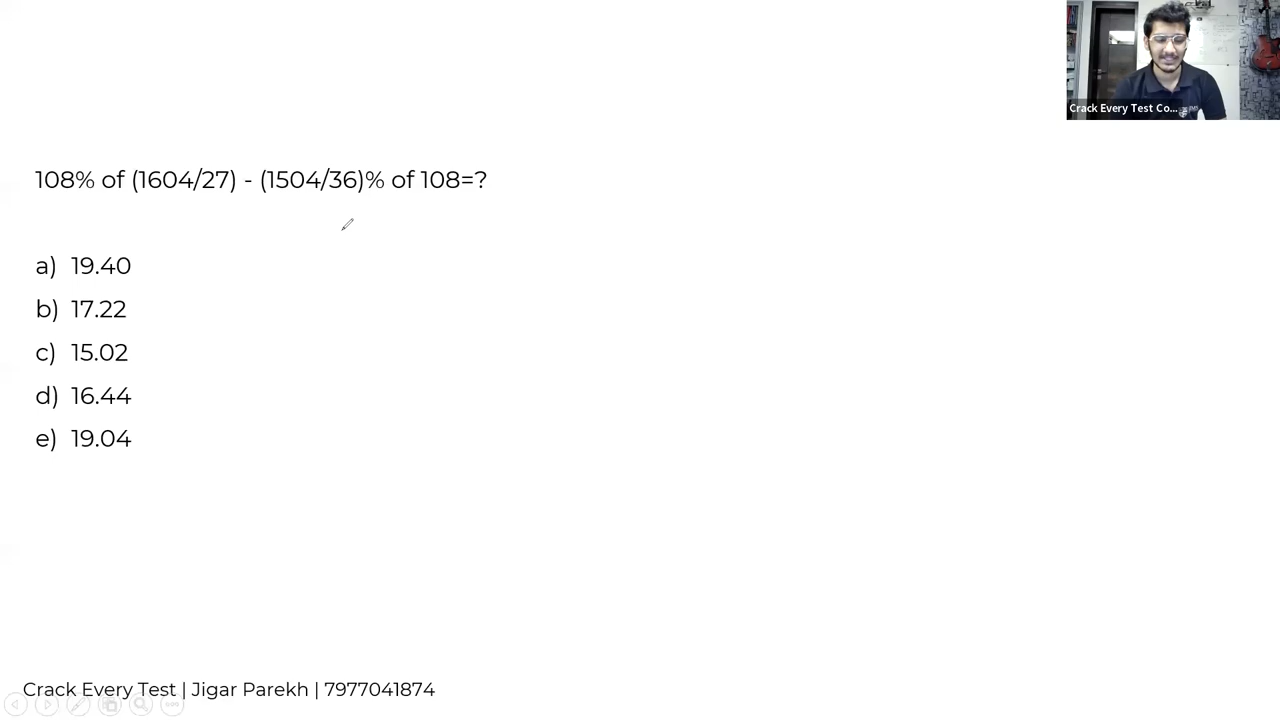 Crack Every Test Co...
108% of (1604/27) - (1504/36)% of 108=?
a) 19.40
b) 17.22
c) 15.02
d) 16.44
e) 19.04
Crack Every Test | Jigar Parekh | 7977041874